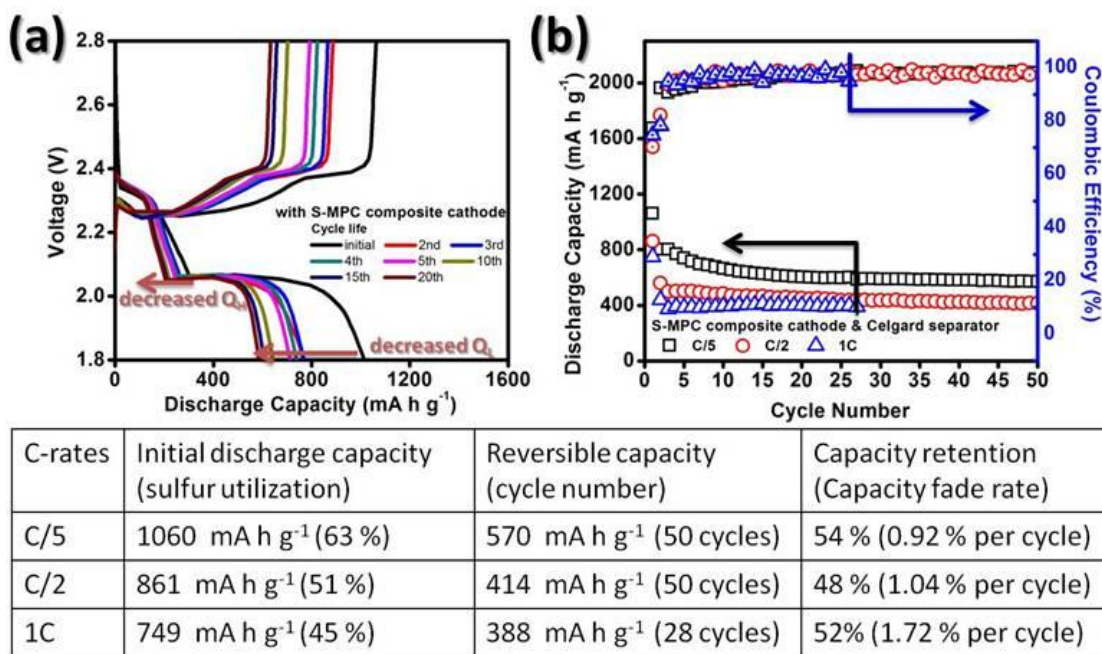 (a)
2.8
2.6
2.4
2.2
2.0
1.8
Voltage (V)
with S-MPC composite cathode
Cycle life
initial 2nd 3rd
4th 5th 10th
15th 20th
decreased Q_H
decreased Q_L
0 400 800 1200 1600
Discharge Capacity (mA h g⁻¹)
(b)
2000
1600
1200
800
400
0
Discharge Capacity (mA h g⁻¹)
100
80
60
40
20
0
Coulombic Efficiency (%)
S-MPC composite cathode & Celgard separator
C/5 C/2 1C
0 5 10 15 20 25 30 35 40 45 50
Cycle Number
C-rates Initial discharge capacity (sulfur utilization) Reversible capacity (cycle number) Capacity retention (Capacity fade rate)
C/5 1060 mA h g⁻¹ (63 %) 570 mA h g⁻¹ (50 cycles) 54 % (0.92 % per cycle)
C/2 861 mA h g⁻¹ (51 %) 414 mA h g⁻¹ (50 cycles) 48 % (1.04 % per cycle)
1C 749 mA h g⁻¹ (45 %) 388 mA h g⁻¹ (28 cycles) 52% (1.72 % per cycle)